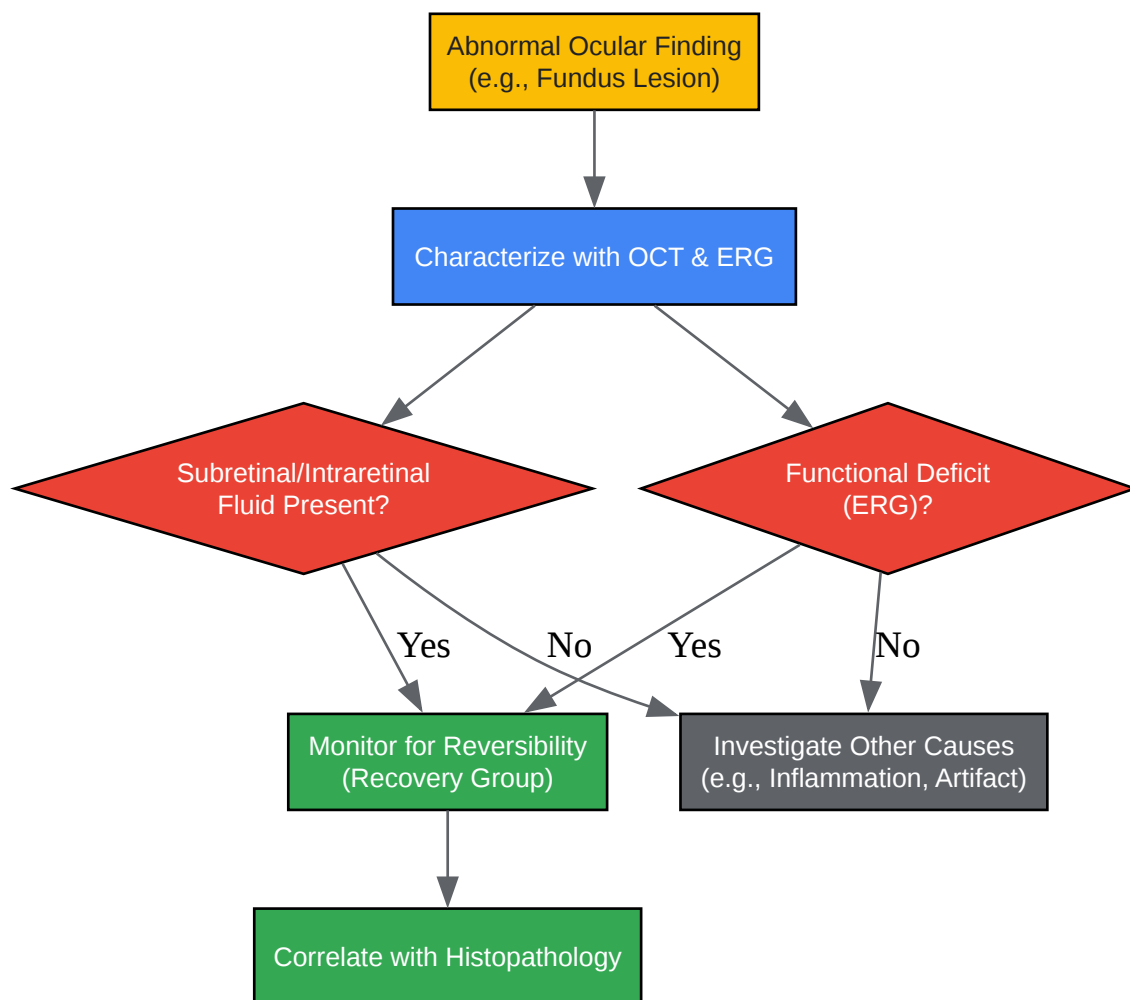 Abnormal Ocular Finding
(e.g., Fundus Lesion)
Characterize with OCT & ERG
Subretinal/Intraretinal
Fluid Present?
Functional Deficit
(ERG)?
Yes
No
Yes
No
Monitor for Reversibility
(Recovery Group)
Investigate Other Causes
(e.g., Inflammation, Artifact)
Correlate with Histopathology